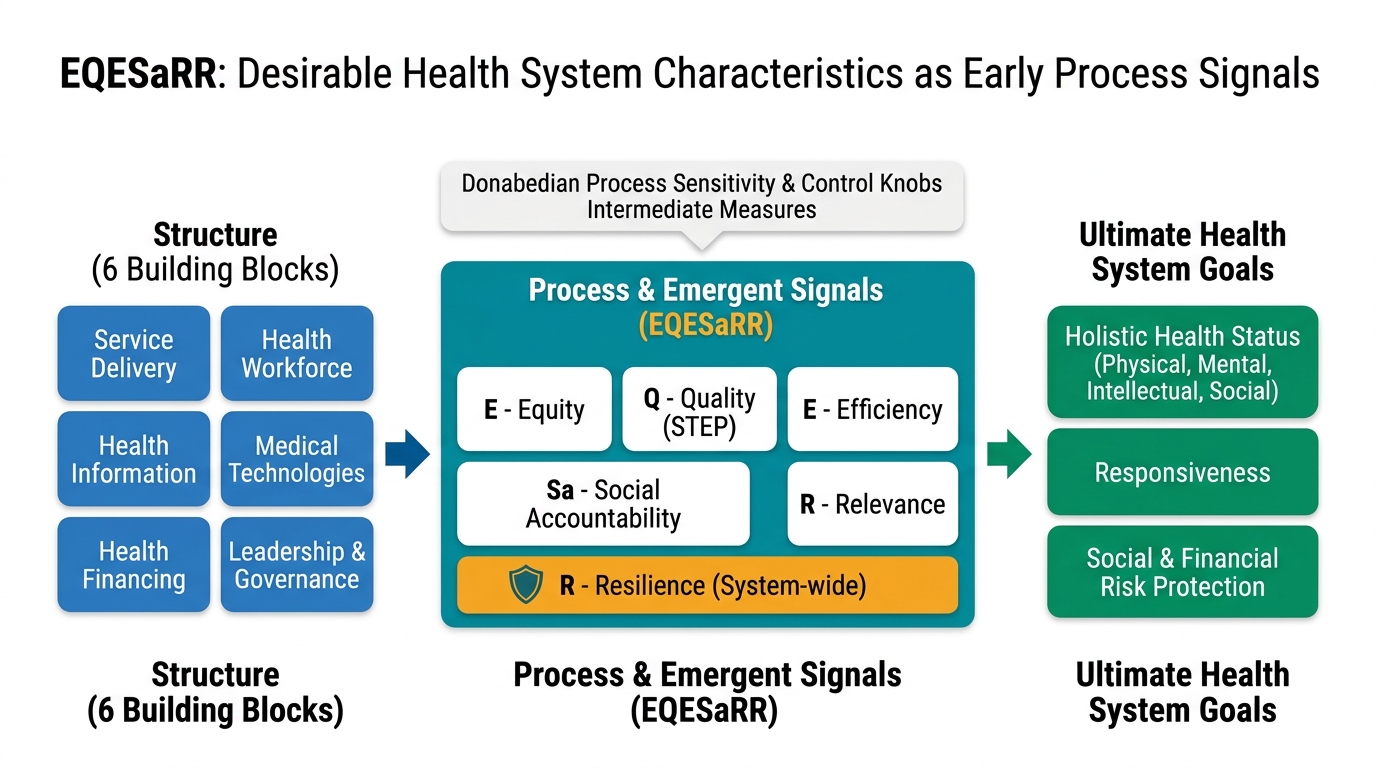 EQESaRR: Desirable Health System Characteristics as Early Process Signals
Donabedian Process Sensitivity & Control Knobs
Intermediate Measures
Structure
(6 Building Blocks)
Service
Delivery
Health
Workforce
Health
Information
Medical
Technologies
Health
Financing
Leadership &
Governance
Structure
(6 Building Blocks)
Process & Emergent Signals
(EQESaRR)
E - Equity
Q - Quality
(STEP)
E - Efficiency
Sa - Social
Accountability
R - Relevance
R - Resilience (System-wide)
Process & Emergent Signals
(EQESaRR)
Ultimate Health
System Goals
Holistic Health Status
(Physical, Mental,
Intellectual, Social)
Responsiveness
Social & Financial
Risk Protection
Ultimate Health
System Goals